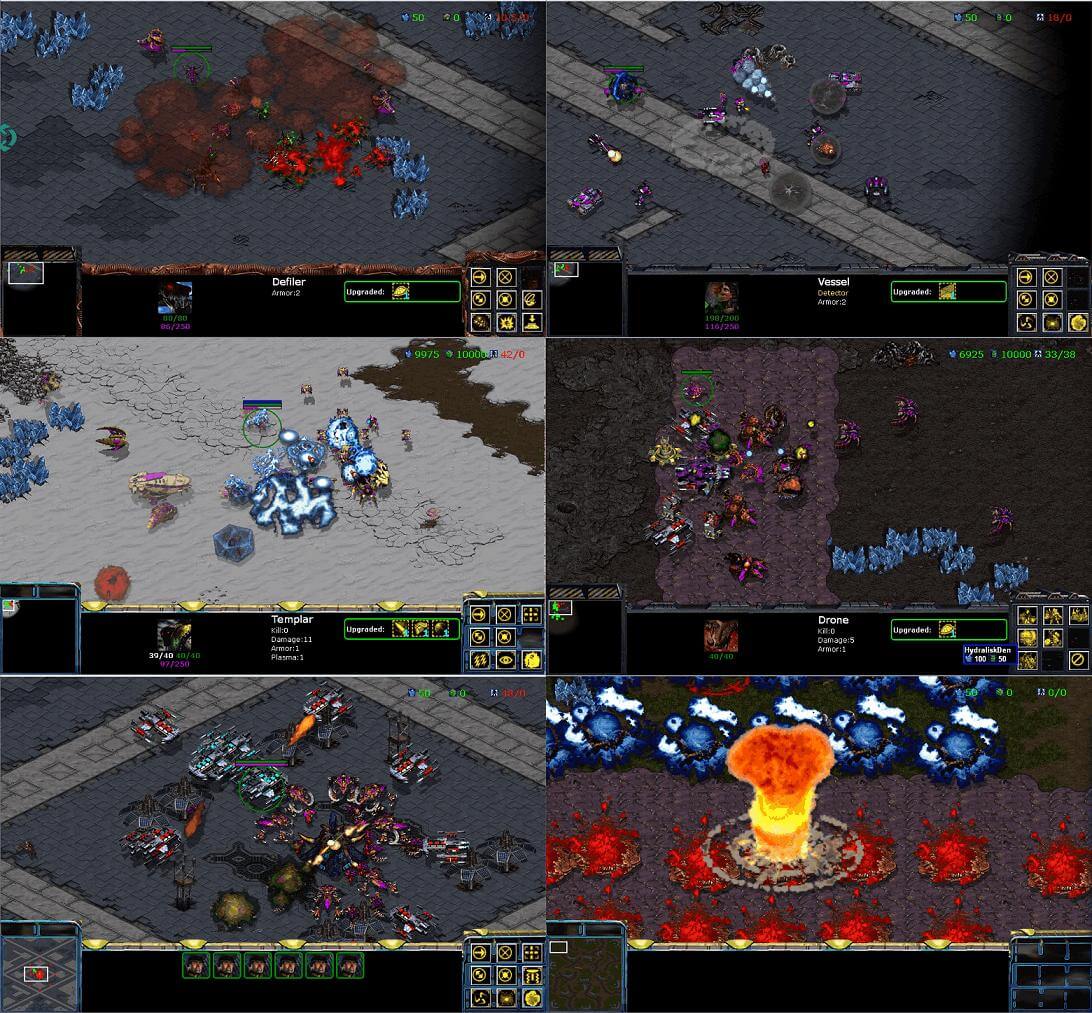 50 0
50 0 18/0
Defiler
Armor:2
Upgraded:
80/80
86/250
Vessel
Detector
Armor:2
Upgraded:
198/200
116/250
9975 10000 42/0
6925 10000 33/38
Templar
Kill:0
Damage:11
Armor:1
Plasma:1
Upgraded:
39/40 40/40
97/250
Drone
Kill:0
Damage:5
Armor:1
Upgraded:
40/40
HydraliskDen
100 50
50 0 48/0
50 0 0/0